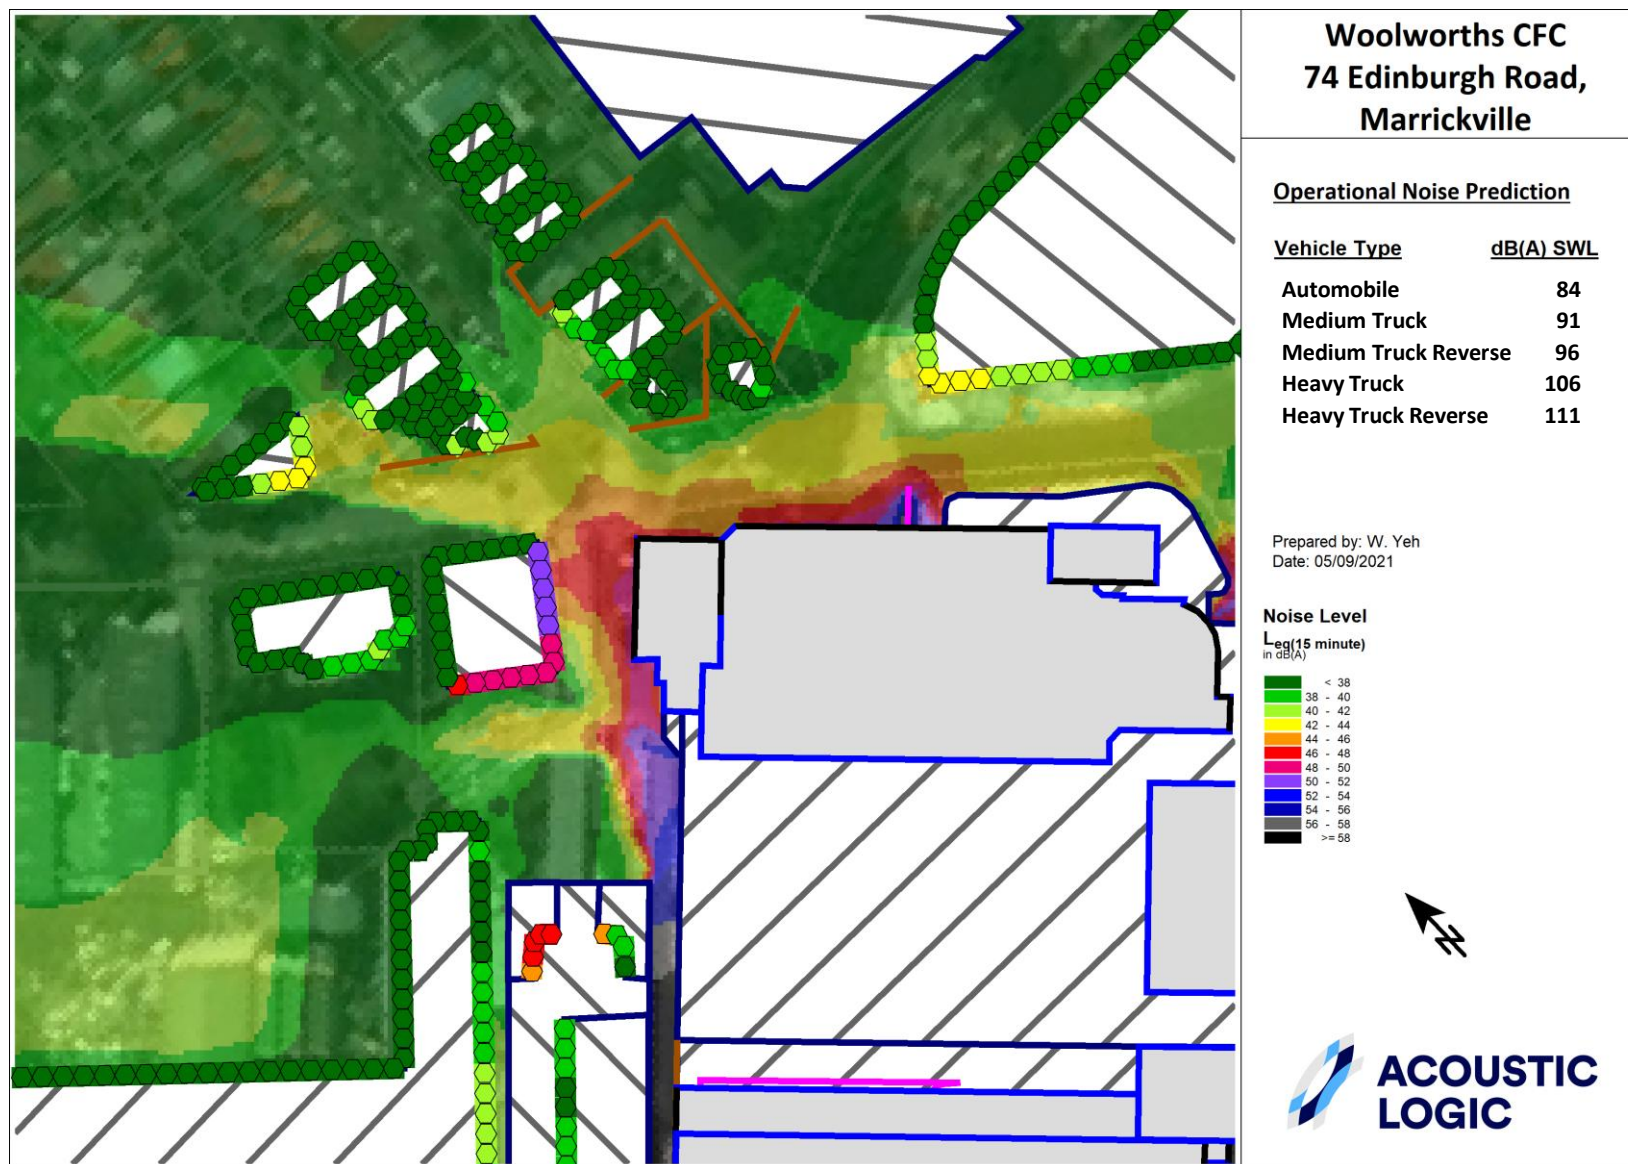 Woolworths CFC
74 Edinburgh Road,
Marrickville
Operational Noise Prediction
Vehicle Type dB(A) SWL
Automobile 84
Medium Truck 91
Medium Truck Reverse 96
Heavy Truck 106
Heavy Truck Reverse 111
Prepared by: W. Yeh
Date: 05/09/2021
Noise Level
Leq(15 minute)
in dB(A)
< 38
38 - 40
40 - 42
42 - 44
44 - 46
46 - 48
48 - 50
50 - 52
52 - 54
54 - 56
56 - 58
>= 58
N
ACOUSTIC
LOGIC